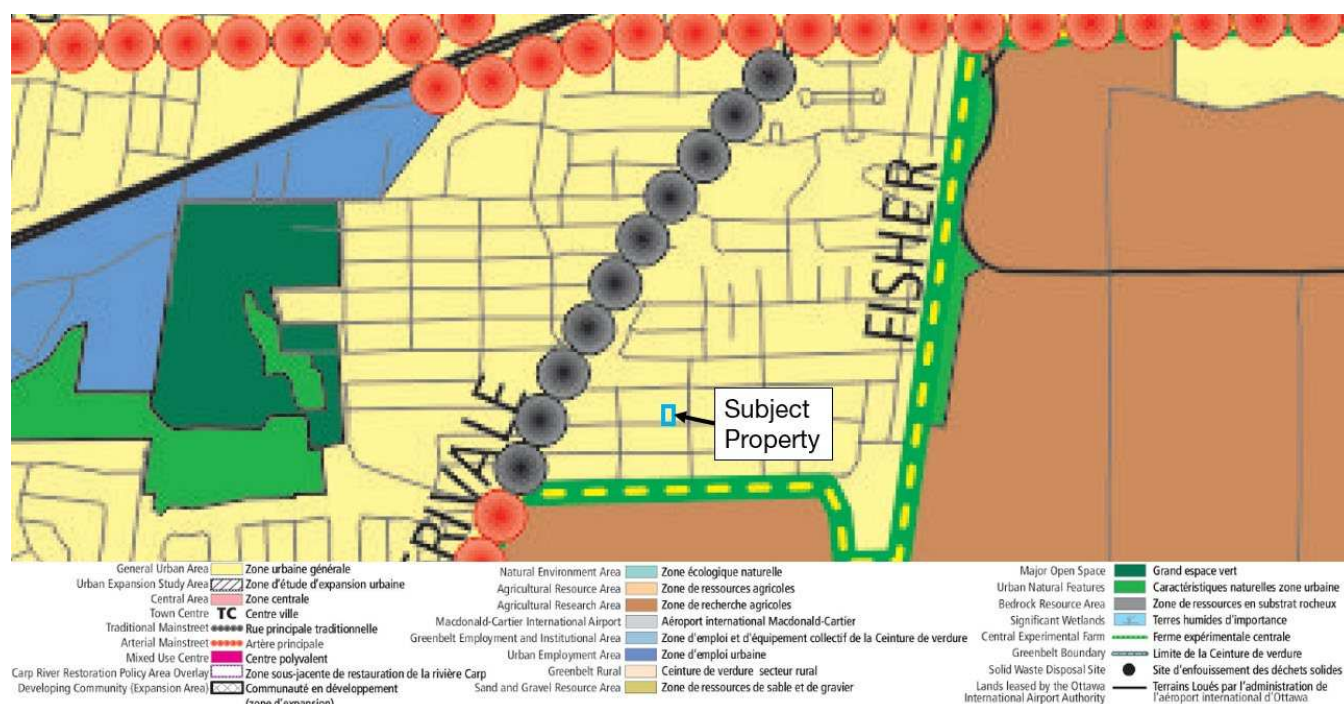 FISHER
Subject
Property
General Urban Area Zone urbaine générale
Urban Expansion Study Area Zone d'étude d'expansion urbaine
Central Area Zone centrale
Town Centre TC Centre ville
Traditional Mainstreet Rue principale traditionnelle
Arterial Mainstreet Artère principale
Mixed Use Centre Centre polyvalent
Carp River Restoration Policy Area Overlay Zone sous-jacente de restauration de la rivière Carp
Developing Community (Expansion Area) Communauté en développement
(zone d'expansion)
Natural Environment Area Zone écologique naturelle
Agricultural Resource Area Zone de ressources agricoles
Agricultural Research Area Zone de recherche agricoles
Macdonald-Cartier International Airport Aéroport international Macdonald-Cartier
Greenbelt Employment and Institutional Area Zone d'emploi et d'équipement collectif de la Ceinture de verdure
Urban Employment Area Zone d'emploi urbaine
Greenbelt Rural Ceinture de verdure secteur rural
Sand and Gravel Resource Area Zone de ressources de sable et de gravier
Major Open Space Grand espace vert
Urban Natural Features Caractéristiques naturelles zone urbaine
Bedrock Resource Area Zone de ressources en substrat rocheux
Significant Wetlands Terres humides d'importance
Central Experimental Farm Ferme expérimentale centrale
Greenbelt Boundary Limite de la Ceinture de verdure
Solid Waste Disposal Site Site d'enfouissement des déchets solides
Lands leased by the Ottawa Terrains Loués par l'administration de
International Airport Authority l'aéroport international d'Ottawa